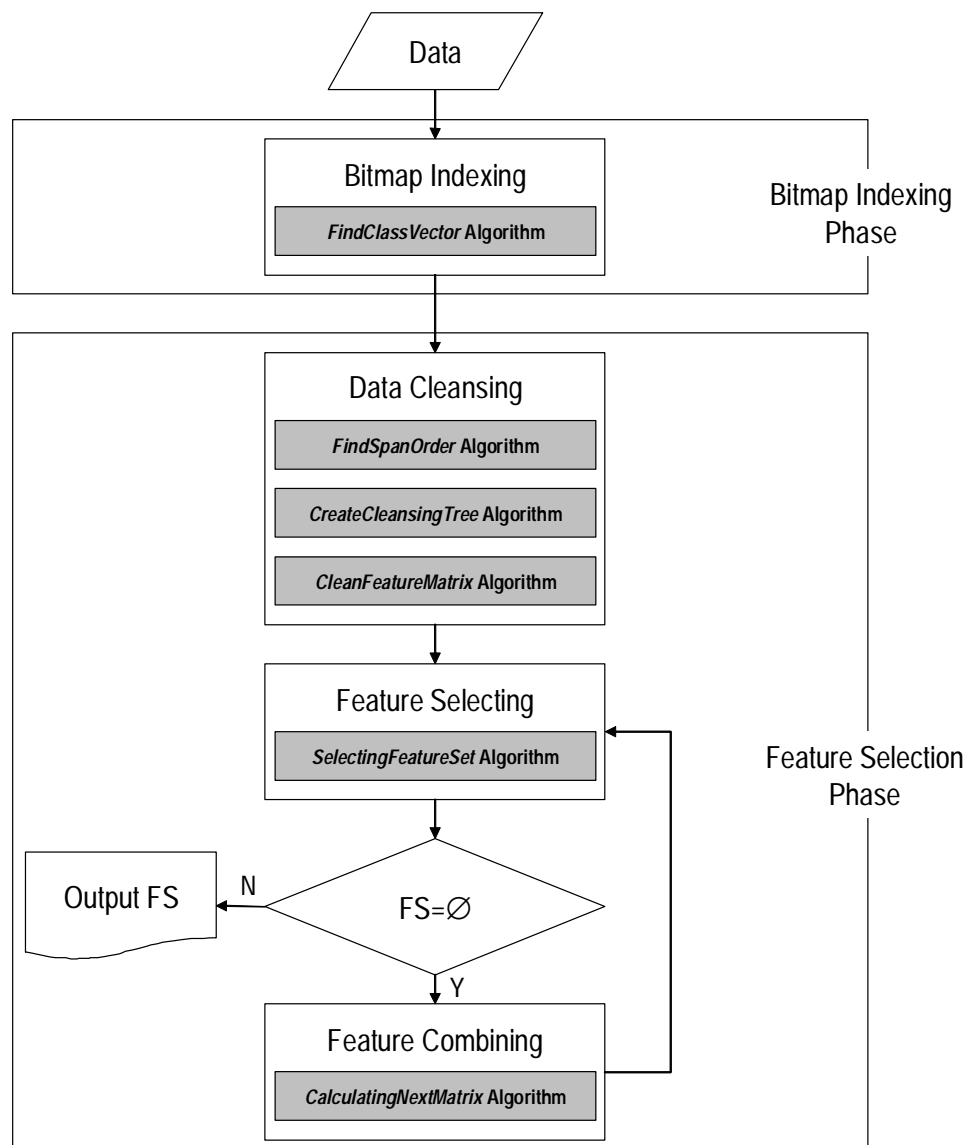 Data
Bitmap Indexing
FindClassVector Algorithm
Bitmap Indexing
Phase
Data Cleansing
FindSpanOrder Algorithm
CreateCleansingTree Algorithm
CleanFeatureMatrix Algorithm
Feature Selecting
SelectingFeatureSet Algorithm
Feature Selection
Phase
Output FS
N
FS=∅
Y
Feature Combining
CalculatingNextMatrix Algorithm